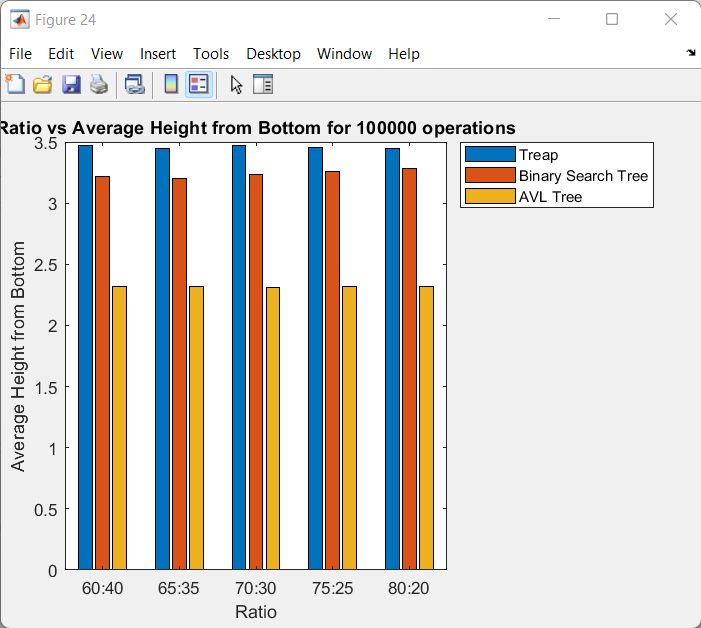 Figure 24
File Edit View Insert Tools Desktop Window Help
Ratio vs Average Height from Bottom for 100000 operations
Treap
Binary Search Tree
AVL Tree
Average Height from Bottom
3.5
3
2.5
2
1.5
1
0.5
0
60:40 65:35 70:30 75:25 80:20
Ratio